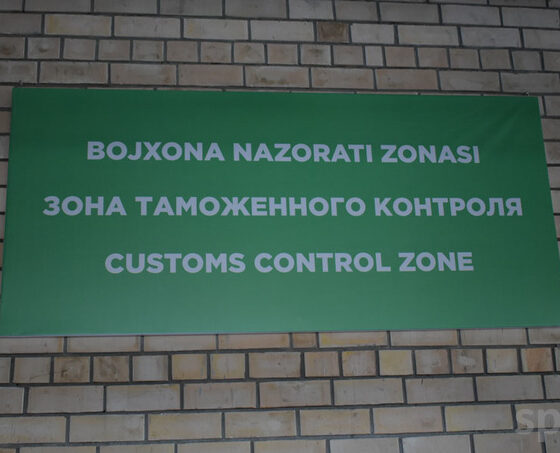 BOJXONA NAZORATI ZONASI
ЗОНА ТАМОЖЕННОГО КОНТРОЛЯ
CUSTOMS CONTROL ZONE